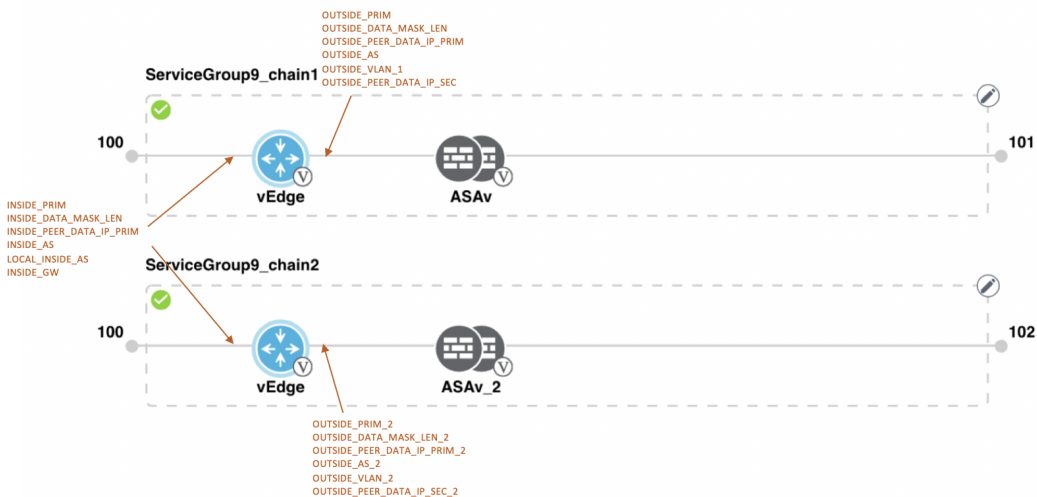 OUTSIDE_PRIM
OUTSIDE_DATA_MASK_LEN
OUTSIDE_PEER_DATA_IP_PRIM
OUTSIDE_AS
OUTSIDE_VLAN_1
OUTSIDE_PEER_DATA_IP_SEC
ServiceGroup9_chain1
100
101
V
V
vEdge
ASAv
INSIDE_PRIM
INSIDE_DATA_MASK_LEN
INSIDE_PEER_DATA_IP_PRIM
INSIDE_AS
LOCAL_INSIDE_AS
INSIDE_GW
ServiceGroup9_chain2
100
102
V
V
vEdge
ASAv_2
OUTSIDE_PRIM_2
OUTSIDE_DATA_MASK_LEN_2
OUTSIDE_PEER_DATA_IP_PRIM_2
OUTSIDE_AS_2
OUTSIDE_VLAN_2
OUTSIDE_PEER_DATA_IP_SEC_2